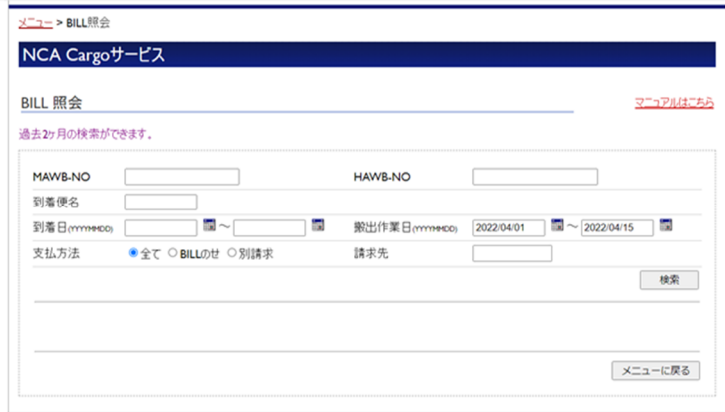 メニュー > BILL照会
NCA Cargoサービス
BILL 照会
マニュアルはこちら
過去2ヶ月の検索ができます。
MAWB-NO HAWB-NO
到着便名
到着日(YYYYMMDD) ～ 搬出作業日(YYYYMMDD) 2022/04/01 ～ 2022/04/15
支払方法 全て BILLのせ 別請求 請求先
検索
メニューに戻る